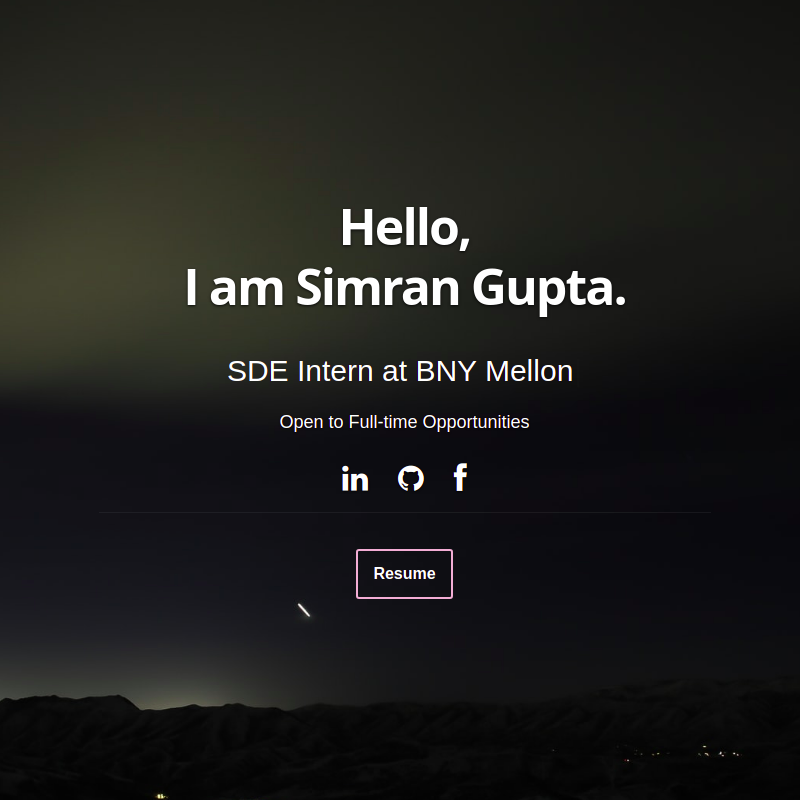 Hello,
I am Simran Gupta.
SDE Intern at BNY Mellon
Open to Full-time Opportunities
Resume